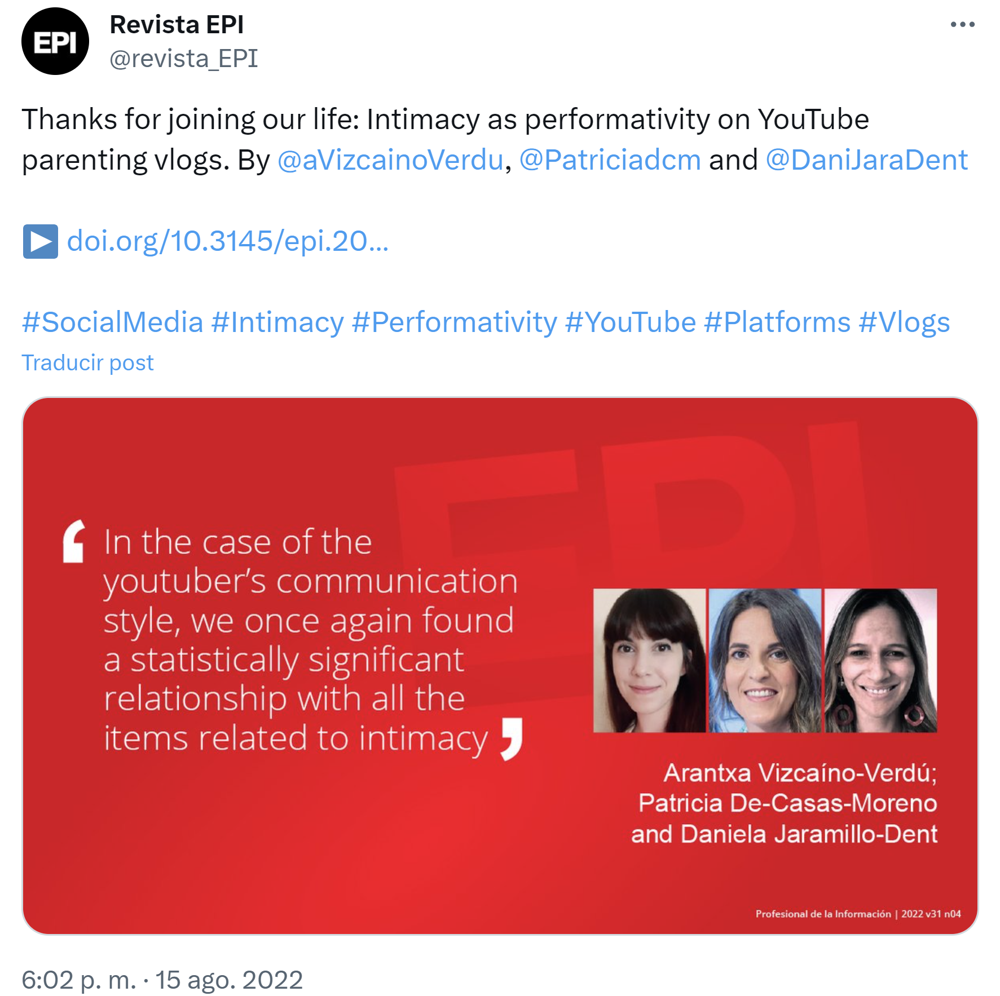 EPI
Revista EPI
@revista_EPI
Thanks for joining our life: Intimacy as performativity on YouTube
parenting vlogs. By @aVizcainoVerdu, @Patriciadcm and @DaniJaraDent
doi.org/10.3145/epi.20...
#SocialMedia #Intimacy #Performativity #YouTube #Platforms #Vlogs
Traducir post
EPI
‘ In the case of the
youtuber’s communication
style, we once again found
a statistically significant
relationship with all the
items related to intimacy ’
Arantxa Vizcaíno-Verdú;
Patricia De-Casas-Moreno
and Daniela Jaramillo-Dent
Profesional de la Información | 2022 v31 n04
6:02 p. m. · 15 ago. 2022